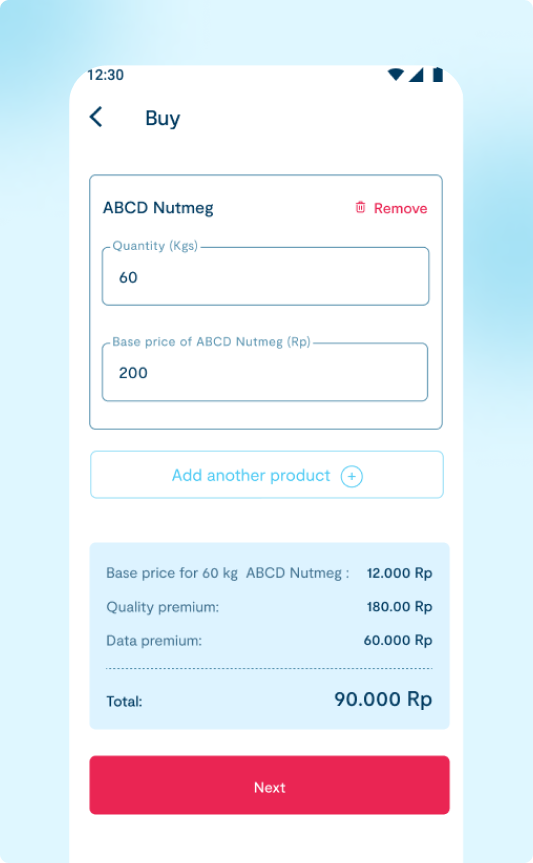 12:30
Buy
ABCD Nutmeg Remove
Quantity (Kgs)
60
Base price of ABCD Nutmeg (Rp)
200
Add another product +
Base price for 60 kg ABCD Nutmeg : 12.000 Rp
Quality premium: 180.00 Rp
Data premium: 60.000 Rp
Total: 90.000 Rp
Next